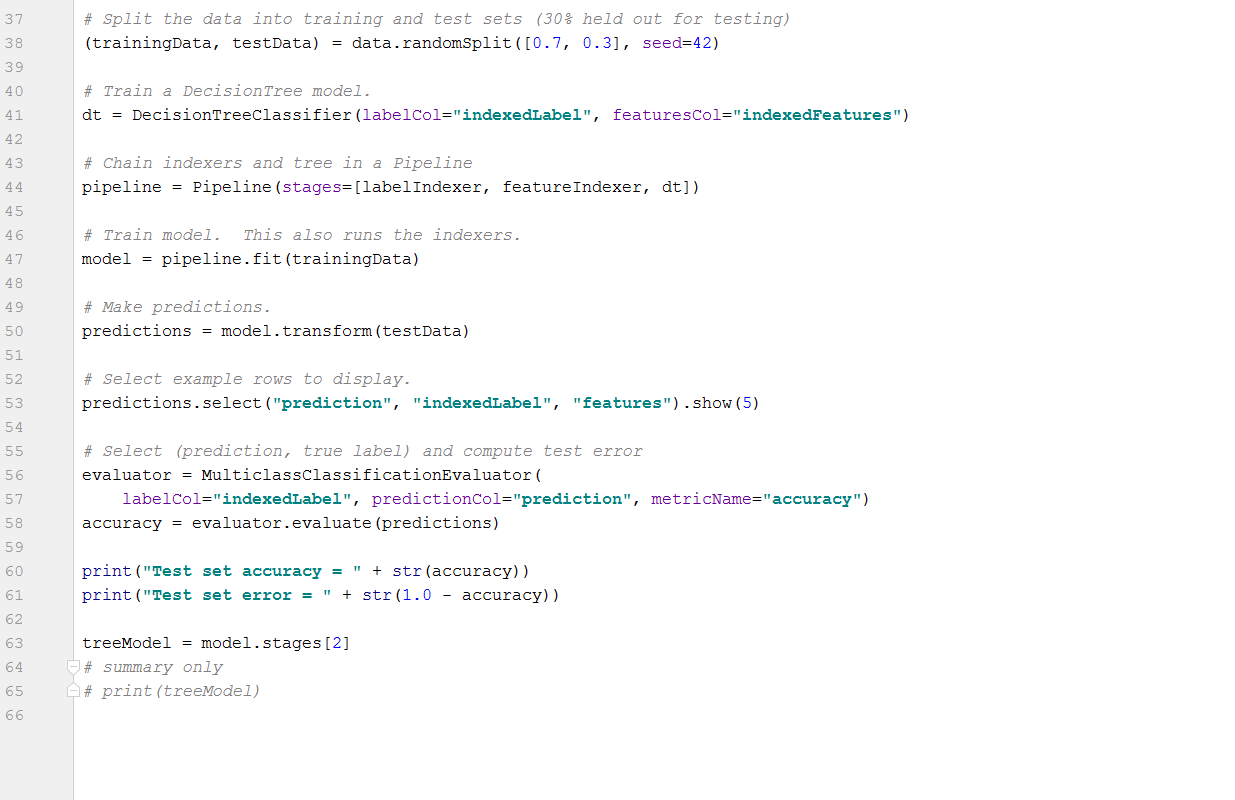 37 # Split the data into training and test sets (30% held out for testing)
38 (trainingData, testData) = data.randomSplit([0.7, 0.3], seed=42)
39
40 # Train a DecisionTree model.
41 dt = DecisionTreeClassifier(labelCol="indexedLabel", featuresCol="indexedFeatures")
42
43 # Chain indexers and tree in a Pipeline
44 pipeline = Pipeline(stages=[labelIndexer, featureIndexer, dt])
45
46 # Train model.  This also runs the indexers.
47 model = pipeline.fit(trainingData)
48
49 # Make predictions.
50 predictions = model.transform(testData)
51
52 # Select example rows to display.
53 predictions.select("prediction", "indexedLabel", "features").show(5)
54
55 # Select (prediction, true label) and compute test error
56 evaluator = MulticlassClassificationEvaluator(
57     labelCol="indexedLabel", predictionCol="prediction", metricName="accuracy")
58 accuracy = evaluator.evaluate(predictions)
59
60 print("Test set accuracy = " + str(accuracy))
61 print("Test set error = " + str(1.0 - accuracy))
62
63 treeModel = model.stages[2]
64 # summary only
65 # print(treeModel)
66